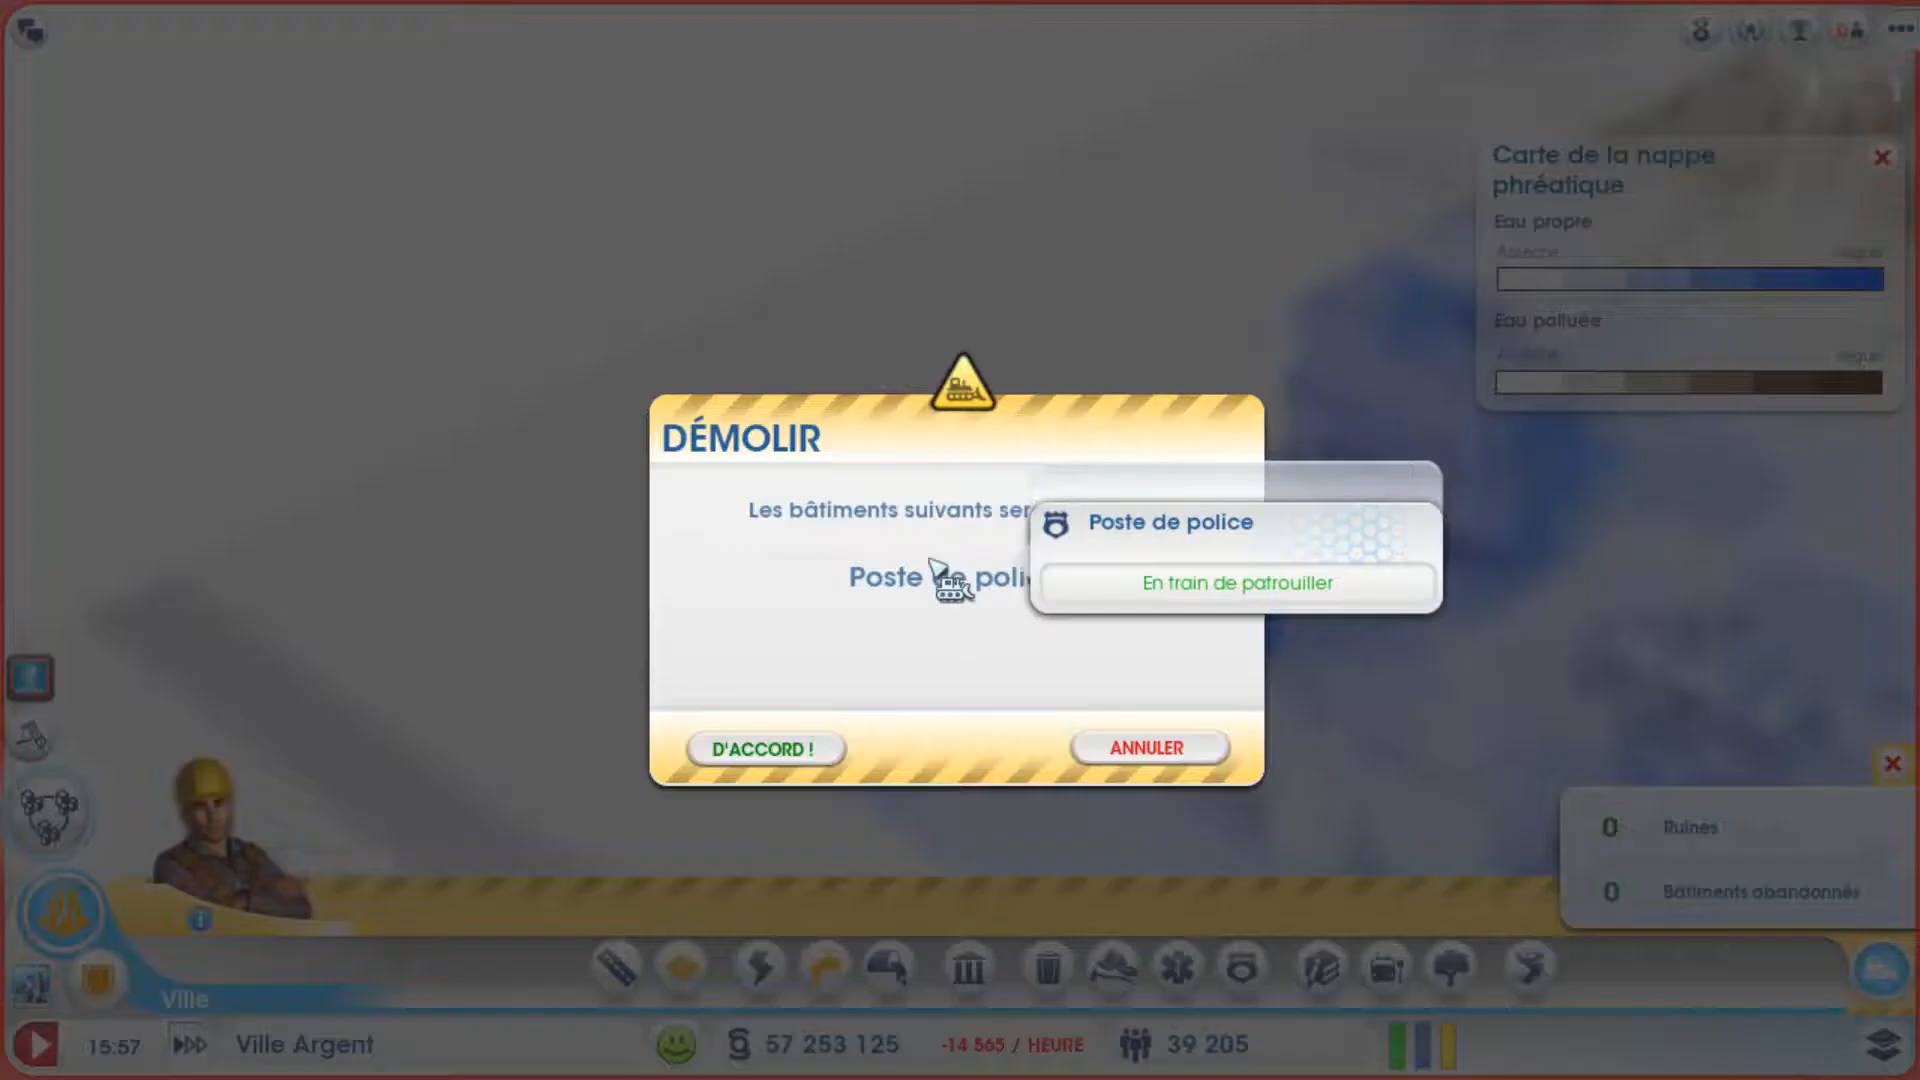 Carte de la nappe
phréatique
Eau propre
Eau polluée
DÉMOLIR
Les bâtiments suivants ser
Poste de poli
Poste de police
En train de patrouiller
D'ACCORD !
ANNULER
0 Ruines
0 Bâtiments abandonnés
Ville
15:57
Ville Argent
57 253 125
-14 565 / HEURE
39 205